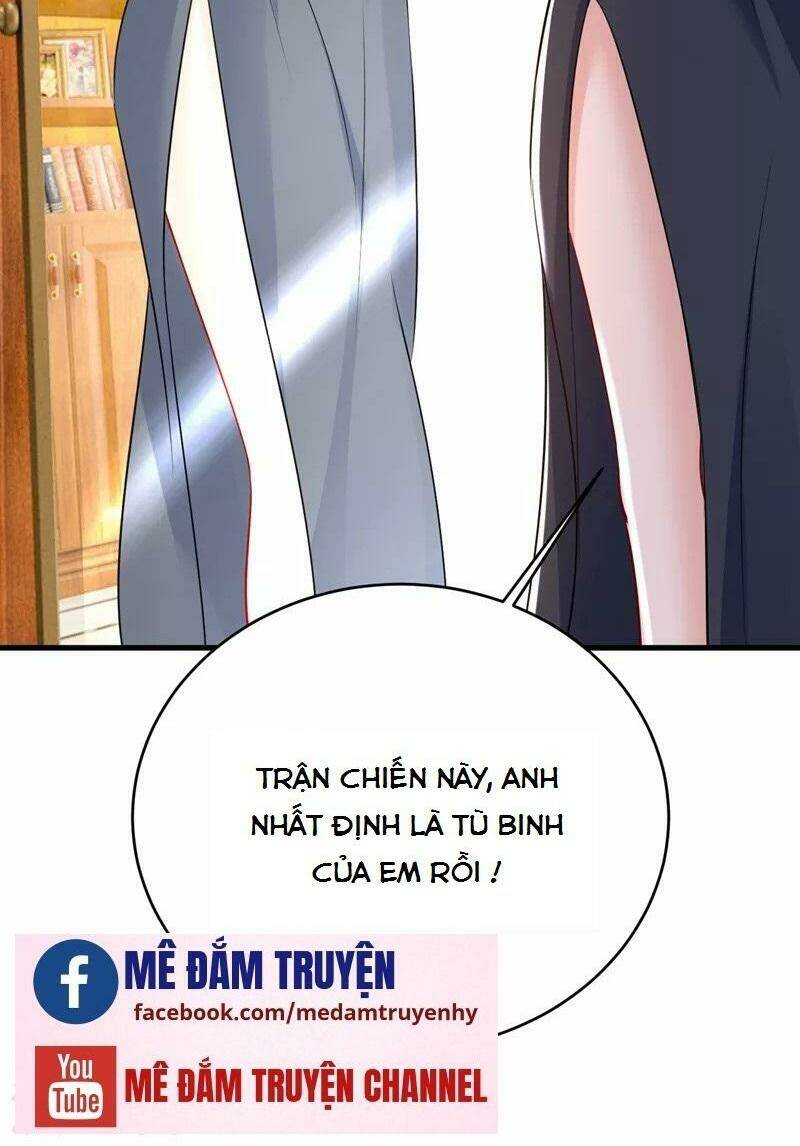 TRẬN CHIẾN NÀY, ANH
NHẤT ĐỊNH LÀ TÙ BINH
CỦA EM RỒI !
f MÊ ĐẮM TRUYỆN
facebook.com/medamtruyenhy
You
Tube
MÊ ĐẮM TRUYỆN CHANNEL